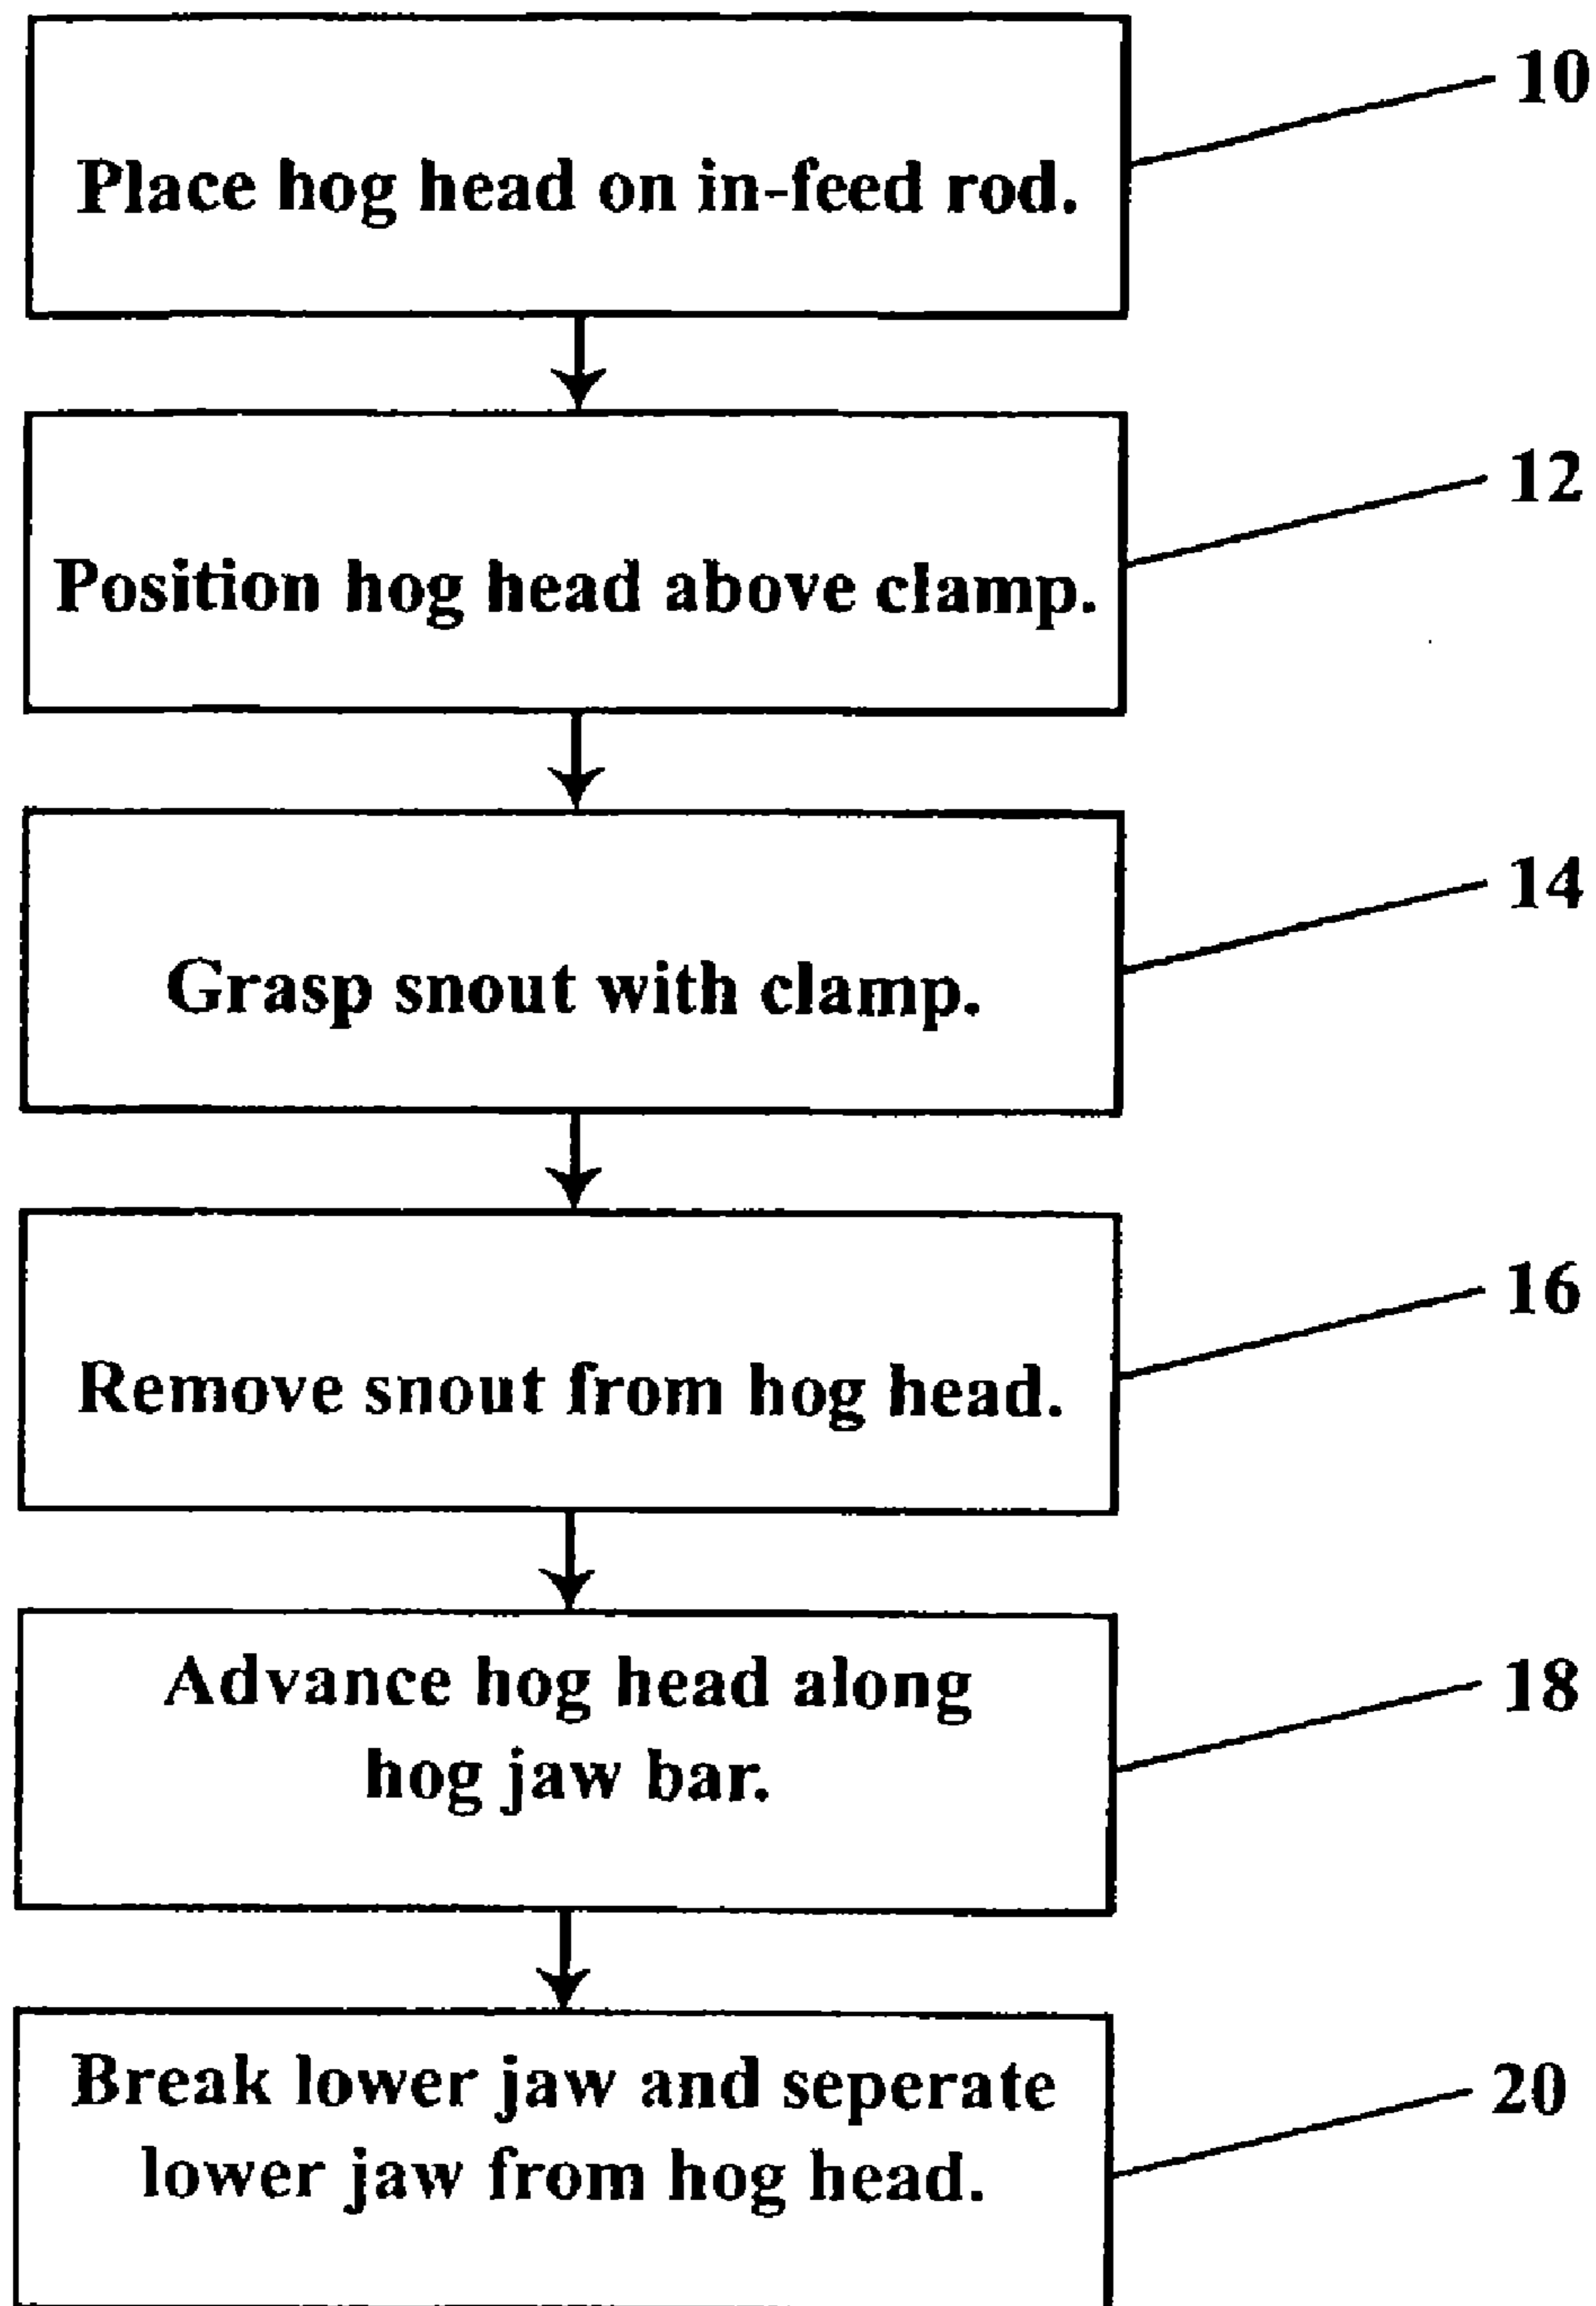 Place hog head on in-feed rod.
10
Position hog head above clamp.
12
Grasp snout with clamp.
14
Remove snout from hog head.
16
Advance hog head along
hog jaw bar.
18
Break lower jaw and seperate
lower jaw from hog head.
20